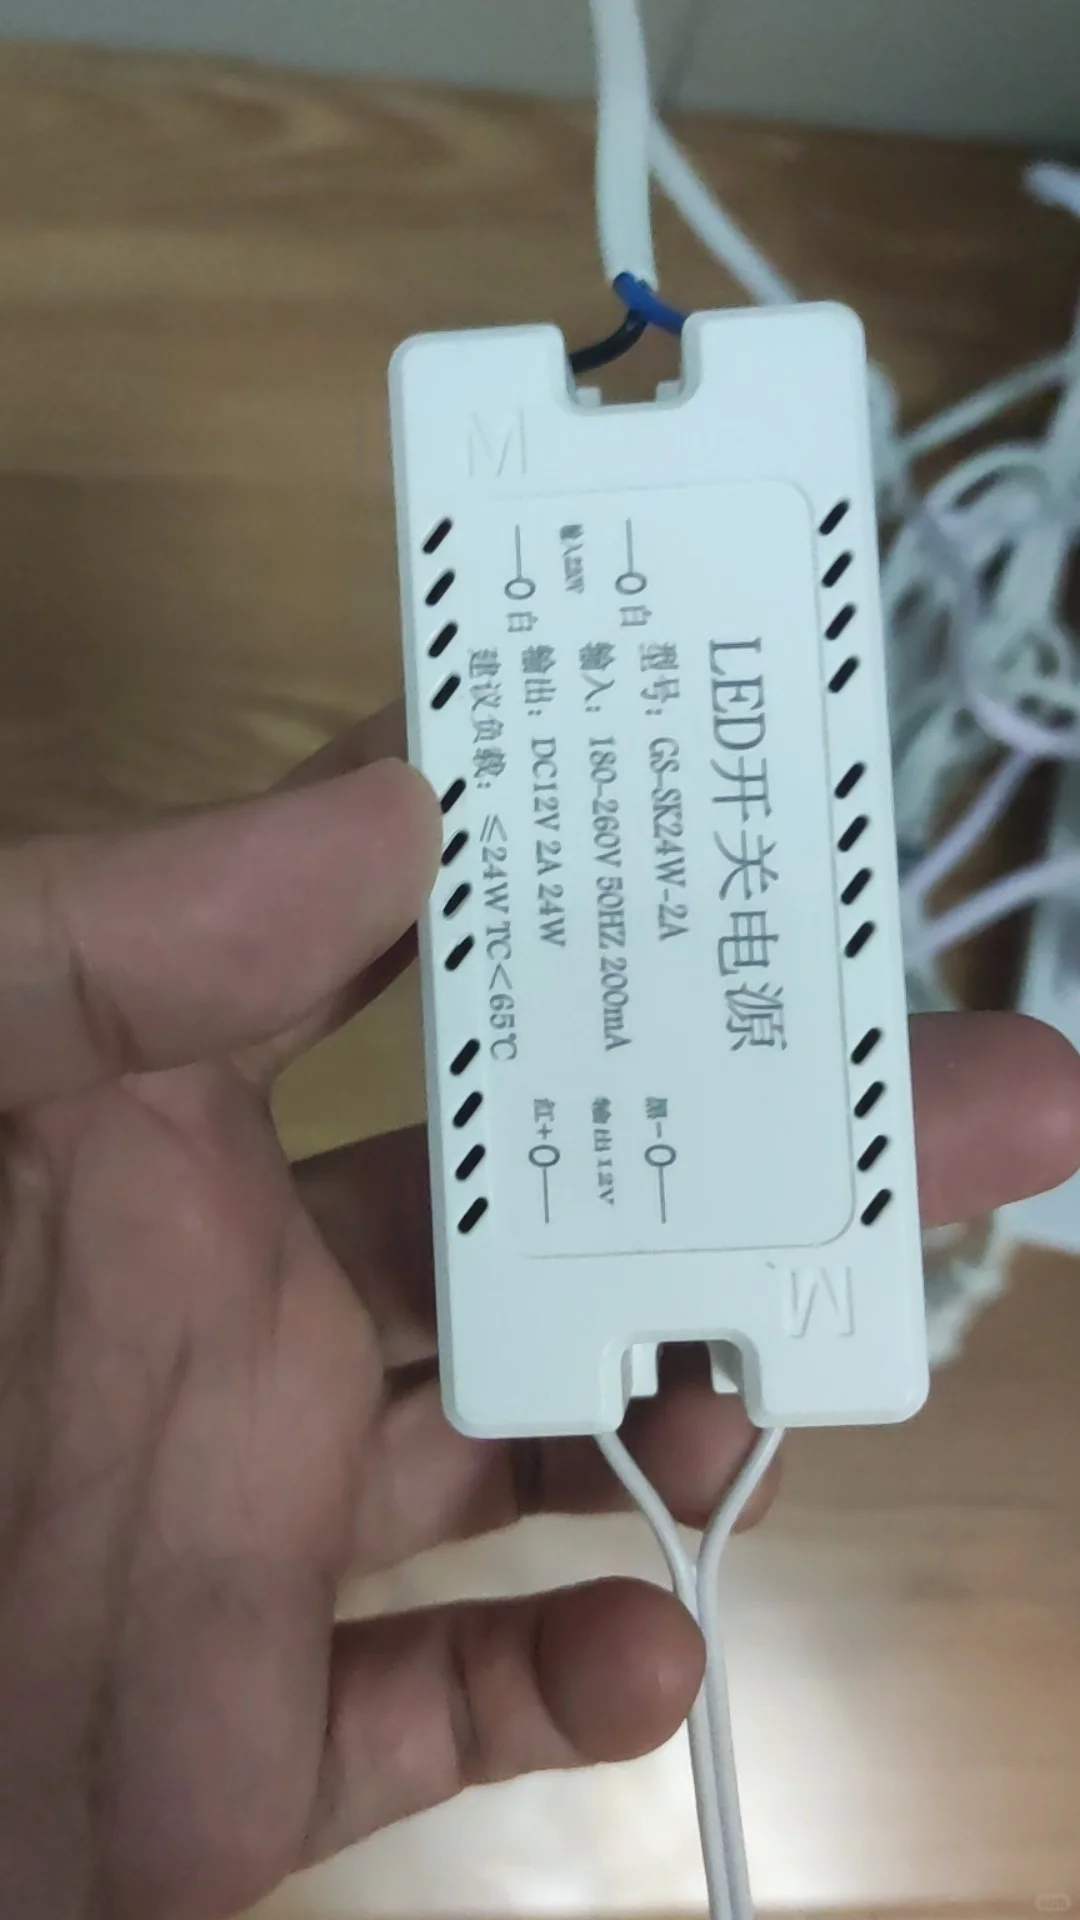 LED开关电源
型号：GS-SK24W-2A
输入：180-260V 50HZ 200mA
输出：DC12V 2A 24W
建议负载：≤24W TC<65℃
白
输入220V
白
黑-
输出12V
红+
M
M